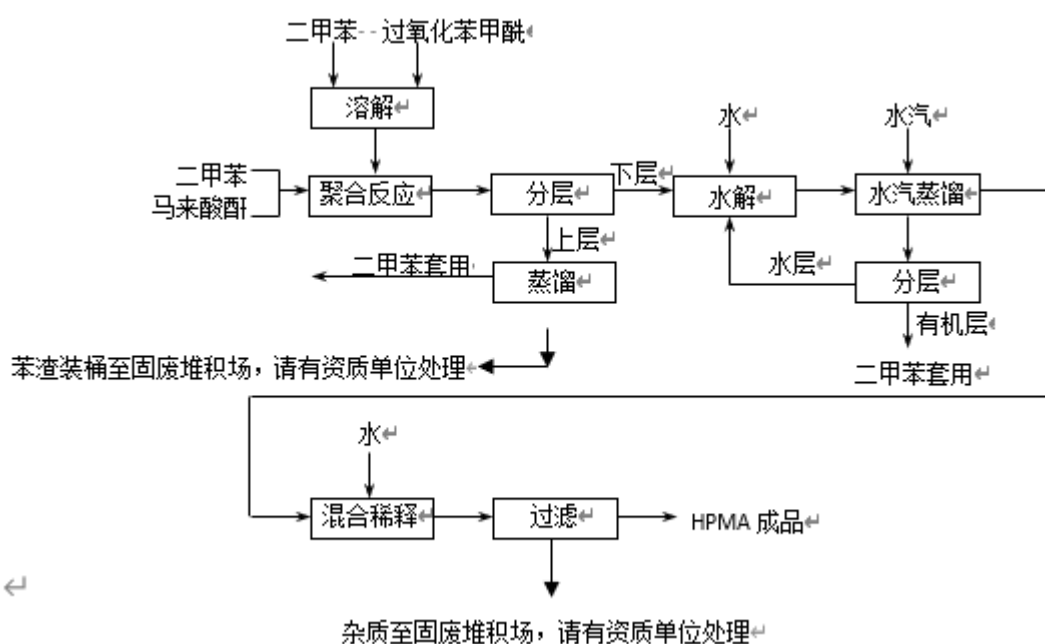 二甲苯--过氧化苯甲酰
溶解
水
水汽
二甲苯
马来酸酐
聚合反应
分层
下层
水解
水汽蒸馏
上层
二甲苯套用
蒸馏
水层
分层
有机层
苯渣装桶至固废堆积场，请有资质单位处理
二甲苯套用
水
混合稀释
过滤
HPMA 成品
杂质至固废堆积场，请有资质单位处理